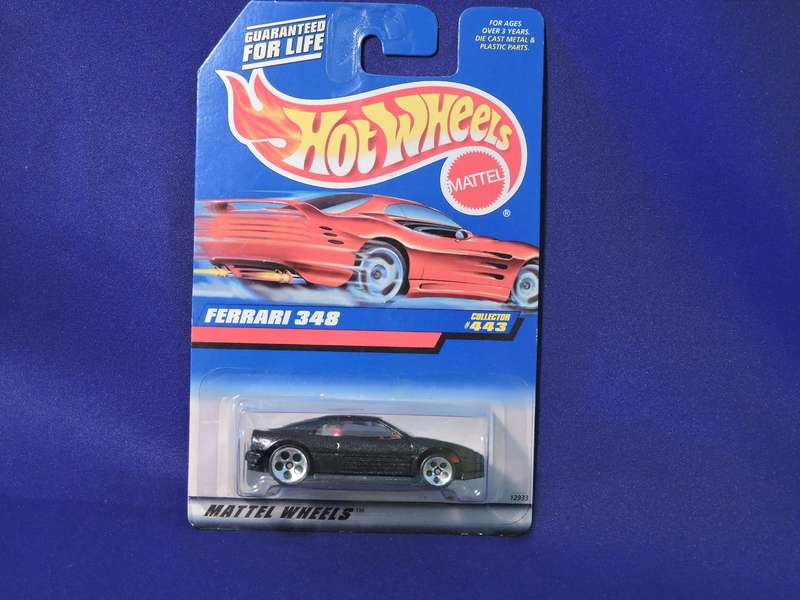 GUARANTEED
FOR LIFE
FOR AGES
OVER 3 YEARS.
DIE CAST METAL &
PLASTIC PARTS.
HOT WHEELS
MATTEL
®
FERRARI 348
COLLECTOR
#443
12933
MATTEL WHEELS™